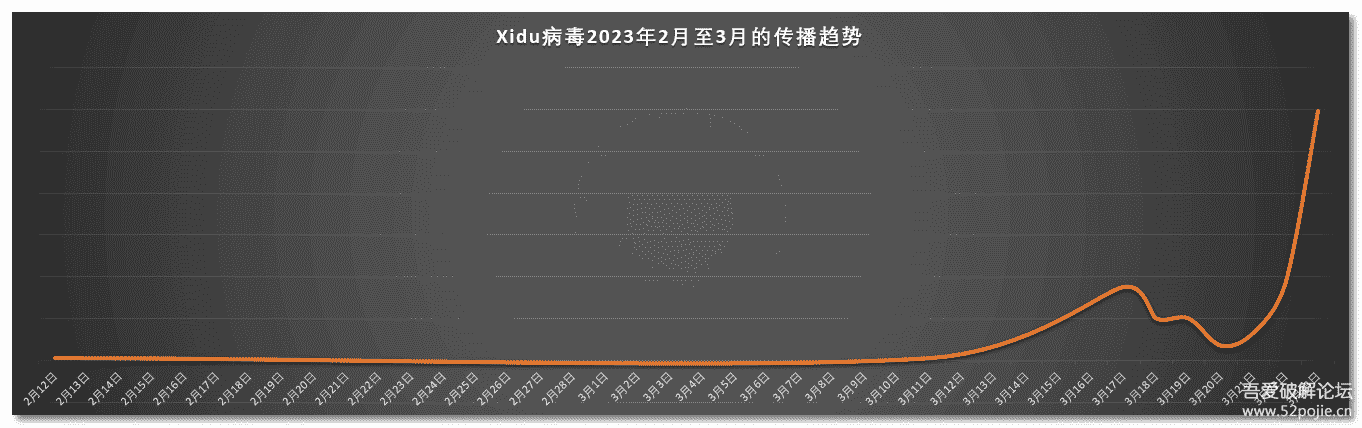 Xidu病毒2023年2月至3月的传播趋势
2月12日 2月13日 2月14日 2月15日 2月16日 2月17日 2月18日 2月19日 2月20日 2月21日 2月22日 2月23日 2月24日 2月25日 2月26日 2月27日 2月28日 3月1日 3月2日 3月3日 3月4日 3月5日 3月6日 3月7日 3月8日 3月9日 3月10日 3月11日 3月12日 3月13日 3月14日 3月15日 3月16日 3月17日 3月18日 3月19日 3月20日
吾爱破解论坛
www.52pojie.cn